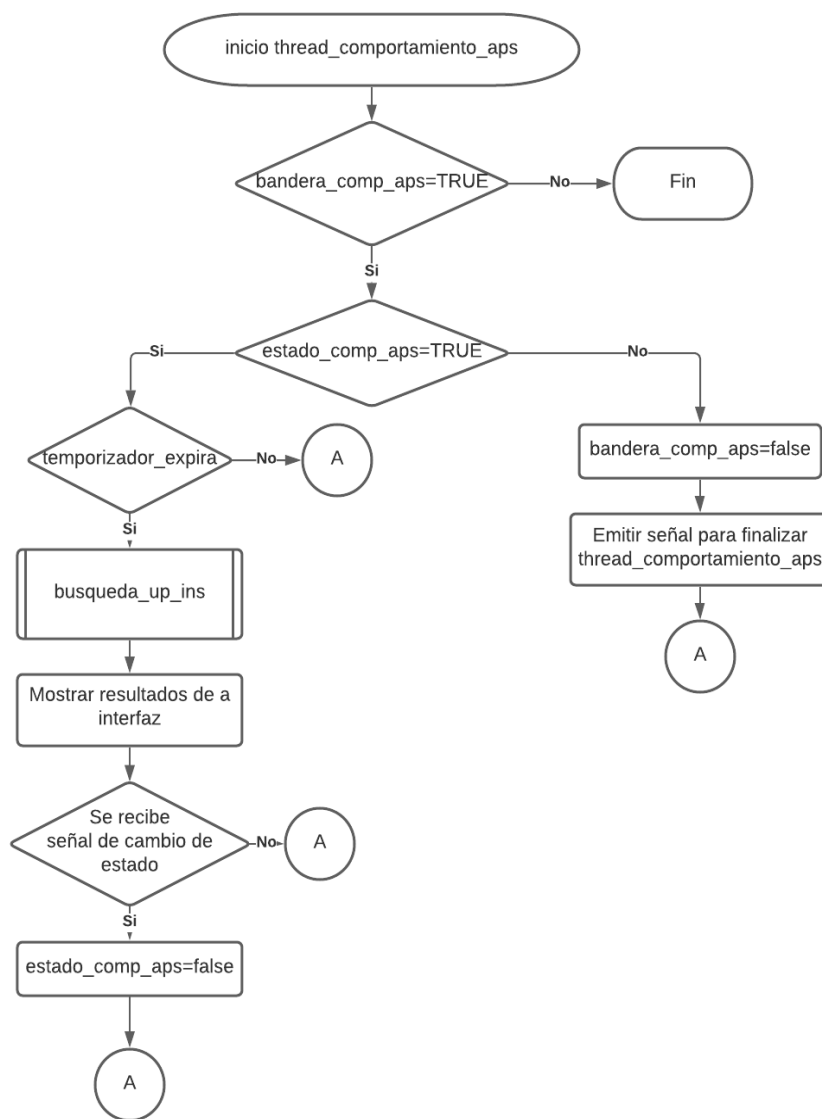 inicio thread_comportamiento_aps
bandera_comp_aps=TRUE
No
Fin
Si
estado_comp_aps=TRUE
Si
No
temporizador_expira
No
A
bandera_comp_aps=false
Si
Emitir señal para finalizar
thread_comportamiento_aps
busqueda_up_ins
A
Mostrar resultados de a
interfaz
Se recibe
señal de cambio de
estado
No
A
Si
estado_comp_aps=false
A